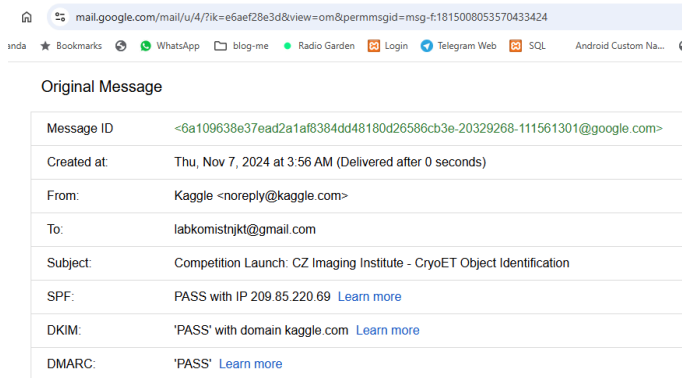 mail.google.com/mail/u/4/?ik=e6aef28e3d&view=om&permmsgid=msg-f:1815008053570433424
anda Bookmarks WhatsApp blog-me Radio Garden Login Telegram Web SQL Android Custom Na...
Original Message
Message ID <6a109638e37ead2a1af8384dd48180d26586cb3e-20329268-111561301@google.com>
Created at: Thu, Nov 7, 2024 at 3:56 AM (Delivered after 0 seconds)
From: Kaggle <noreply@kaggle.com>
To: labkomistnjkt@gmail.com
Subject: Competition Launch: CZ Imaging Institute - CryoET Object Identification
SPF: PASS with IP 209.85.220.69 Learn more
DKIM: 'PASS' with domain kaggle.com Learn more
DMARC: 'PASS' Learn more